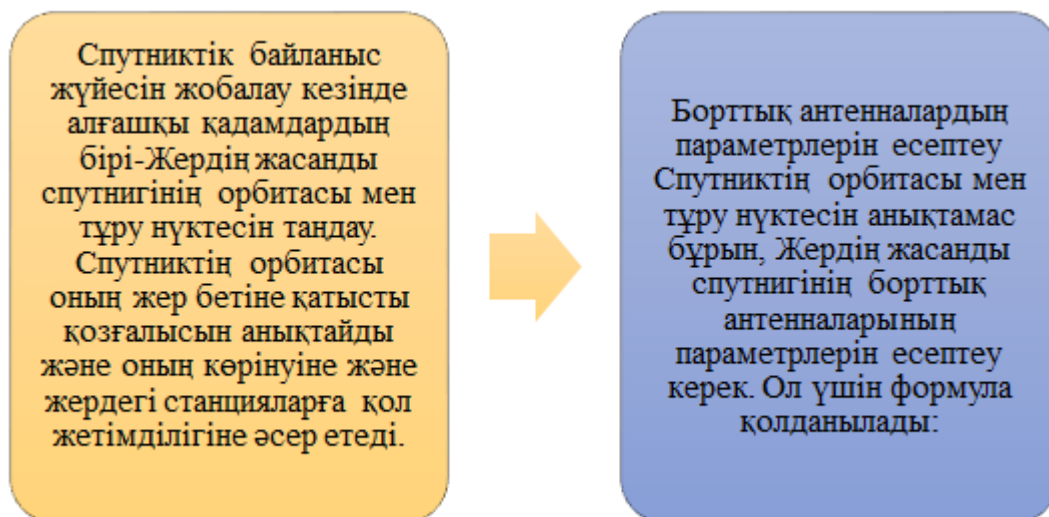 Спутниктік байланыс
жүйесін жобалау кезінде
алғашқы қадамдардың
бірі-Жердің жасанды
спутнигінің орбитасы мен
тұру нүктесін таңдау.
Спутниктің орбитасы
оның жер бетіне қатысты
қозғалысын анықтайды
және оның көрінуіне және
жердегі станцияларға қол
жетімділігіне әсер етеді.
Борттық антенналардың
параметрлерін есептеу
Спутниктің орбитасы мен
тұру нүктесін анықтамас
бұрын, Жердің жасанды
спутнигінің борттық
антенналарының
параметрлерін есептеу
керек. Ол үшін формула
қолданылады: